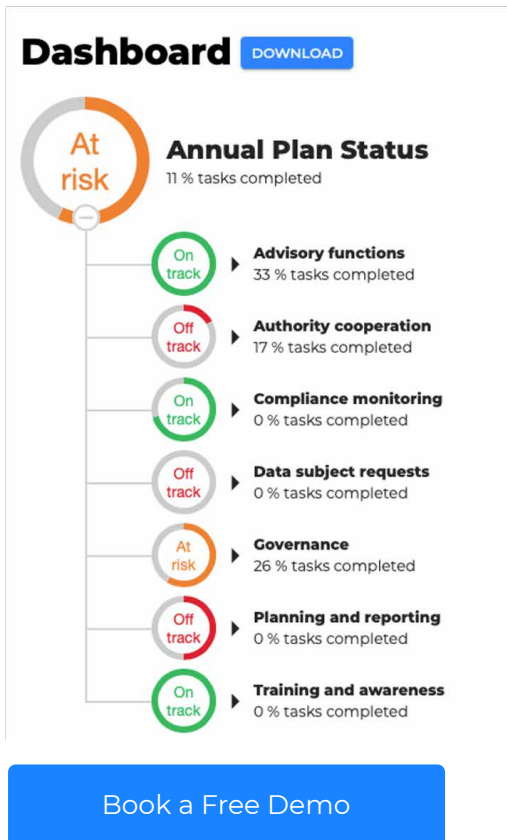 Dashboard DOWNLOAD
At
risk
Annual Plan Status
11 % tasks completed
On
track
Advisory functions
33 % tasks completed
Off
track
Authority cooperation
17 % tasks completed
On
track
Compliance monitoring
0 % tasks completed
Off
track
Data subject requests
0 % tasks completed
At
risk
Governance
26 % tasks completed
Off
track
Planning and reporting
0 % tasks completed
On
track
Training and awareness
0 % tasks completed
Book a Free Demo